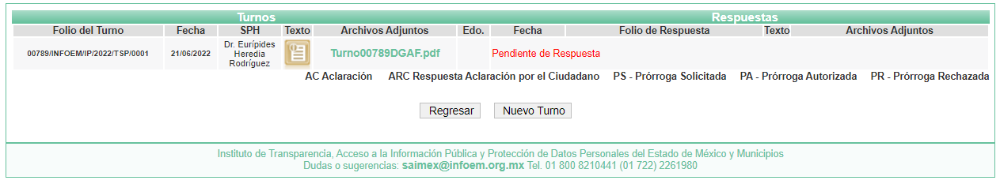 Turnos Respuestas
Folio del Turno Fecha SPH Texto Archivos Adjuntos Edo. Fecha Folio de Respuesta Texto Archivos Adjuntos
00789/INFOEM/IP/2022/TSP/0001 21/06/2022 Dr. Eurípides Heredia Rodríguez Turno00789DGAF.pdf Pendiente de Respuesta
AC Aclaración ARC Respuesta Aclaración por el Ciudadano PS - Prórroga Solicitada PA - Prórroga Autorizada PR - Prórroga Rechazada
Regresar Nuevo Turno
Instituto de Transparencia, Acceso a la Información Pública y Protección de Datos Personales del Estado de México y Municipios
Dudas o sugerencias: saimex@infoem.org.mx Tel. 01 800 8210441 (01 722) 2261980